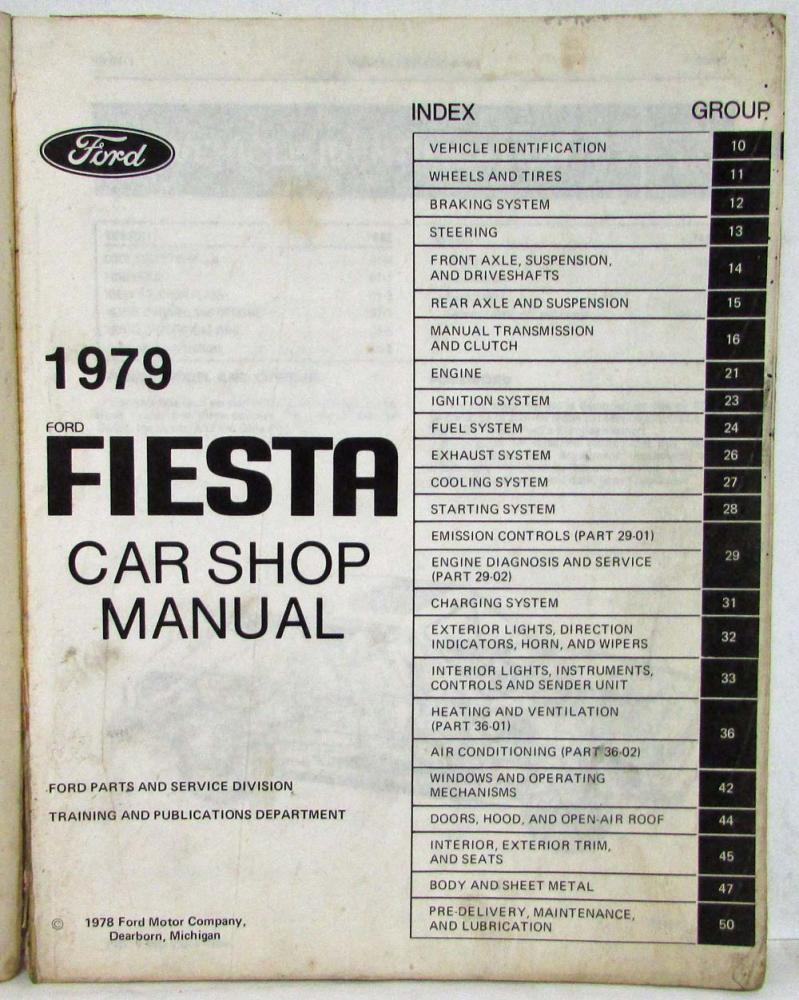 Ford
1979
FORD
FIESTA
CAR SHOP
MANUAL
FORD PARTS AND SERVICE DIVISION
TRAINING AND PUBLICATIONS DEPARTMENT
© 1978 Ford Motor Company,
Dearborn, Michigan
INDEX GROUP
VEHICLE IDENTIFICATION 10
WHEELS AND TIRES 11
BRAKING SYSTEM 12
STEERING 13
FRONT AXLE, SUSPENSION,
AND DRIVESHAFTS 14
REAR AXLE AND SUSPENSION 15
MANUAL TRANSMISSION
AND CLUTCH 16
ENGINE 21
IGNITION SYSTEM 23
FUEL SYSTEM 24
EXHAUST SYSTEM 26
COOLING SYSTEM 27
STARTING SYSTEM 28
EMISSION CONTROLS (PART 29-01)
29
ENGINE DIAGNOSIS AND SERVICE
(PART 29-02)
CHARGING SYSTEM 31
EXTERIOR LIGHTS, DIRECTION
INDICATORS, HORN, AND WIPERS 32
INTERIOR LIGHTS, INSTRUMENTS,
CONTROLS AND SENDER UNIT 33
HEATING AND VENTILATION
(PART 36-01)
36
AIR CONDITIONING (PART 36-02)
WINDOWS AND OPERATING
MECHANISMS 42
DOORS, HOOD, AND OPEN-AIR ROOF 44
INTERIOR, EXTERIOR TRIM,
AND SEATS 45
BODY AND SHEET METAL 47
PRE-DELIVERY, MAINTENANCE,
AND LUBRICATION 50